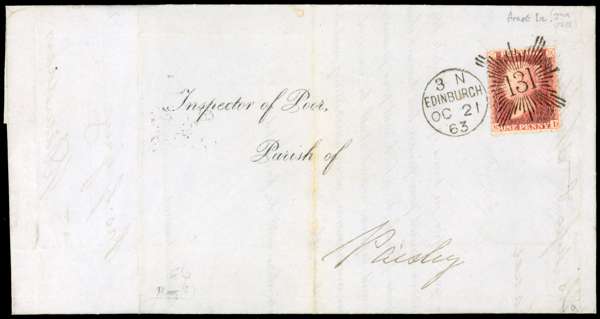 3 N
EDINBURGH
OC 21
63
131
ONE PENNY
Inspector of Poor,
Parish of
Paisley